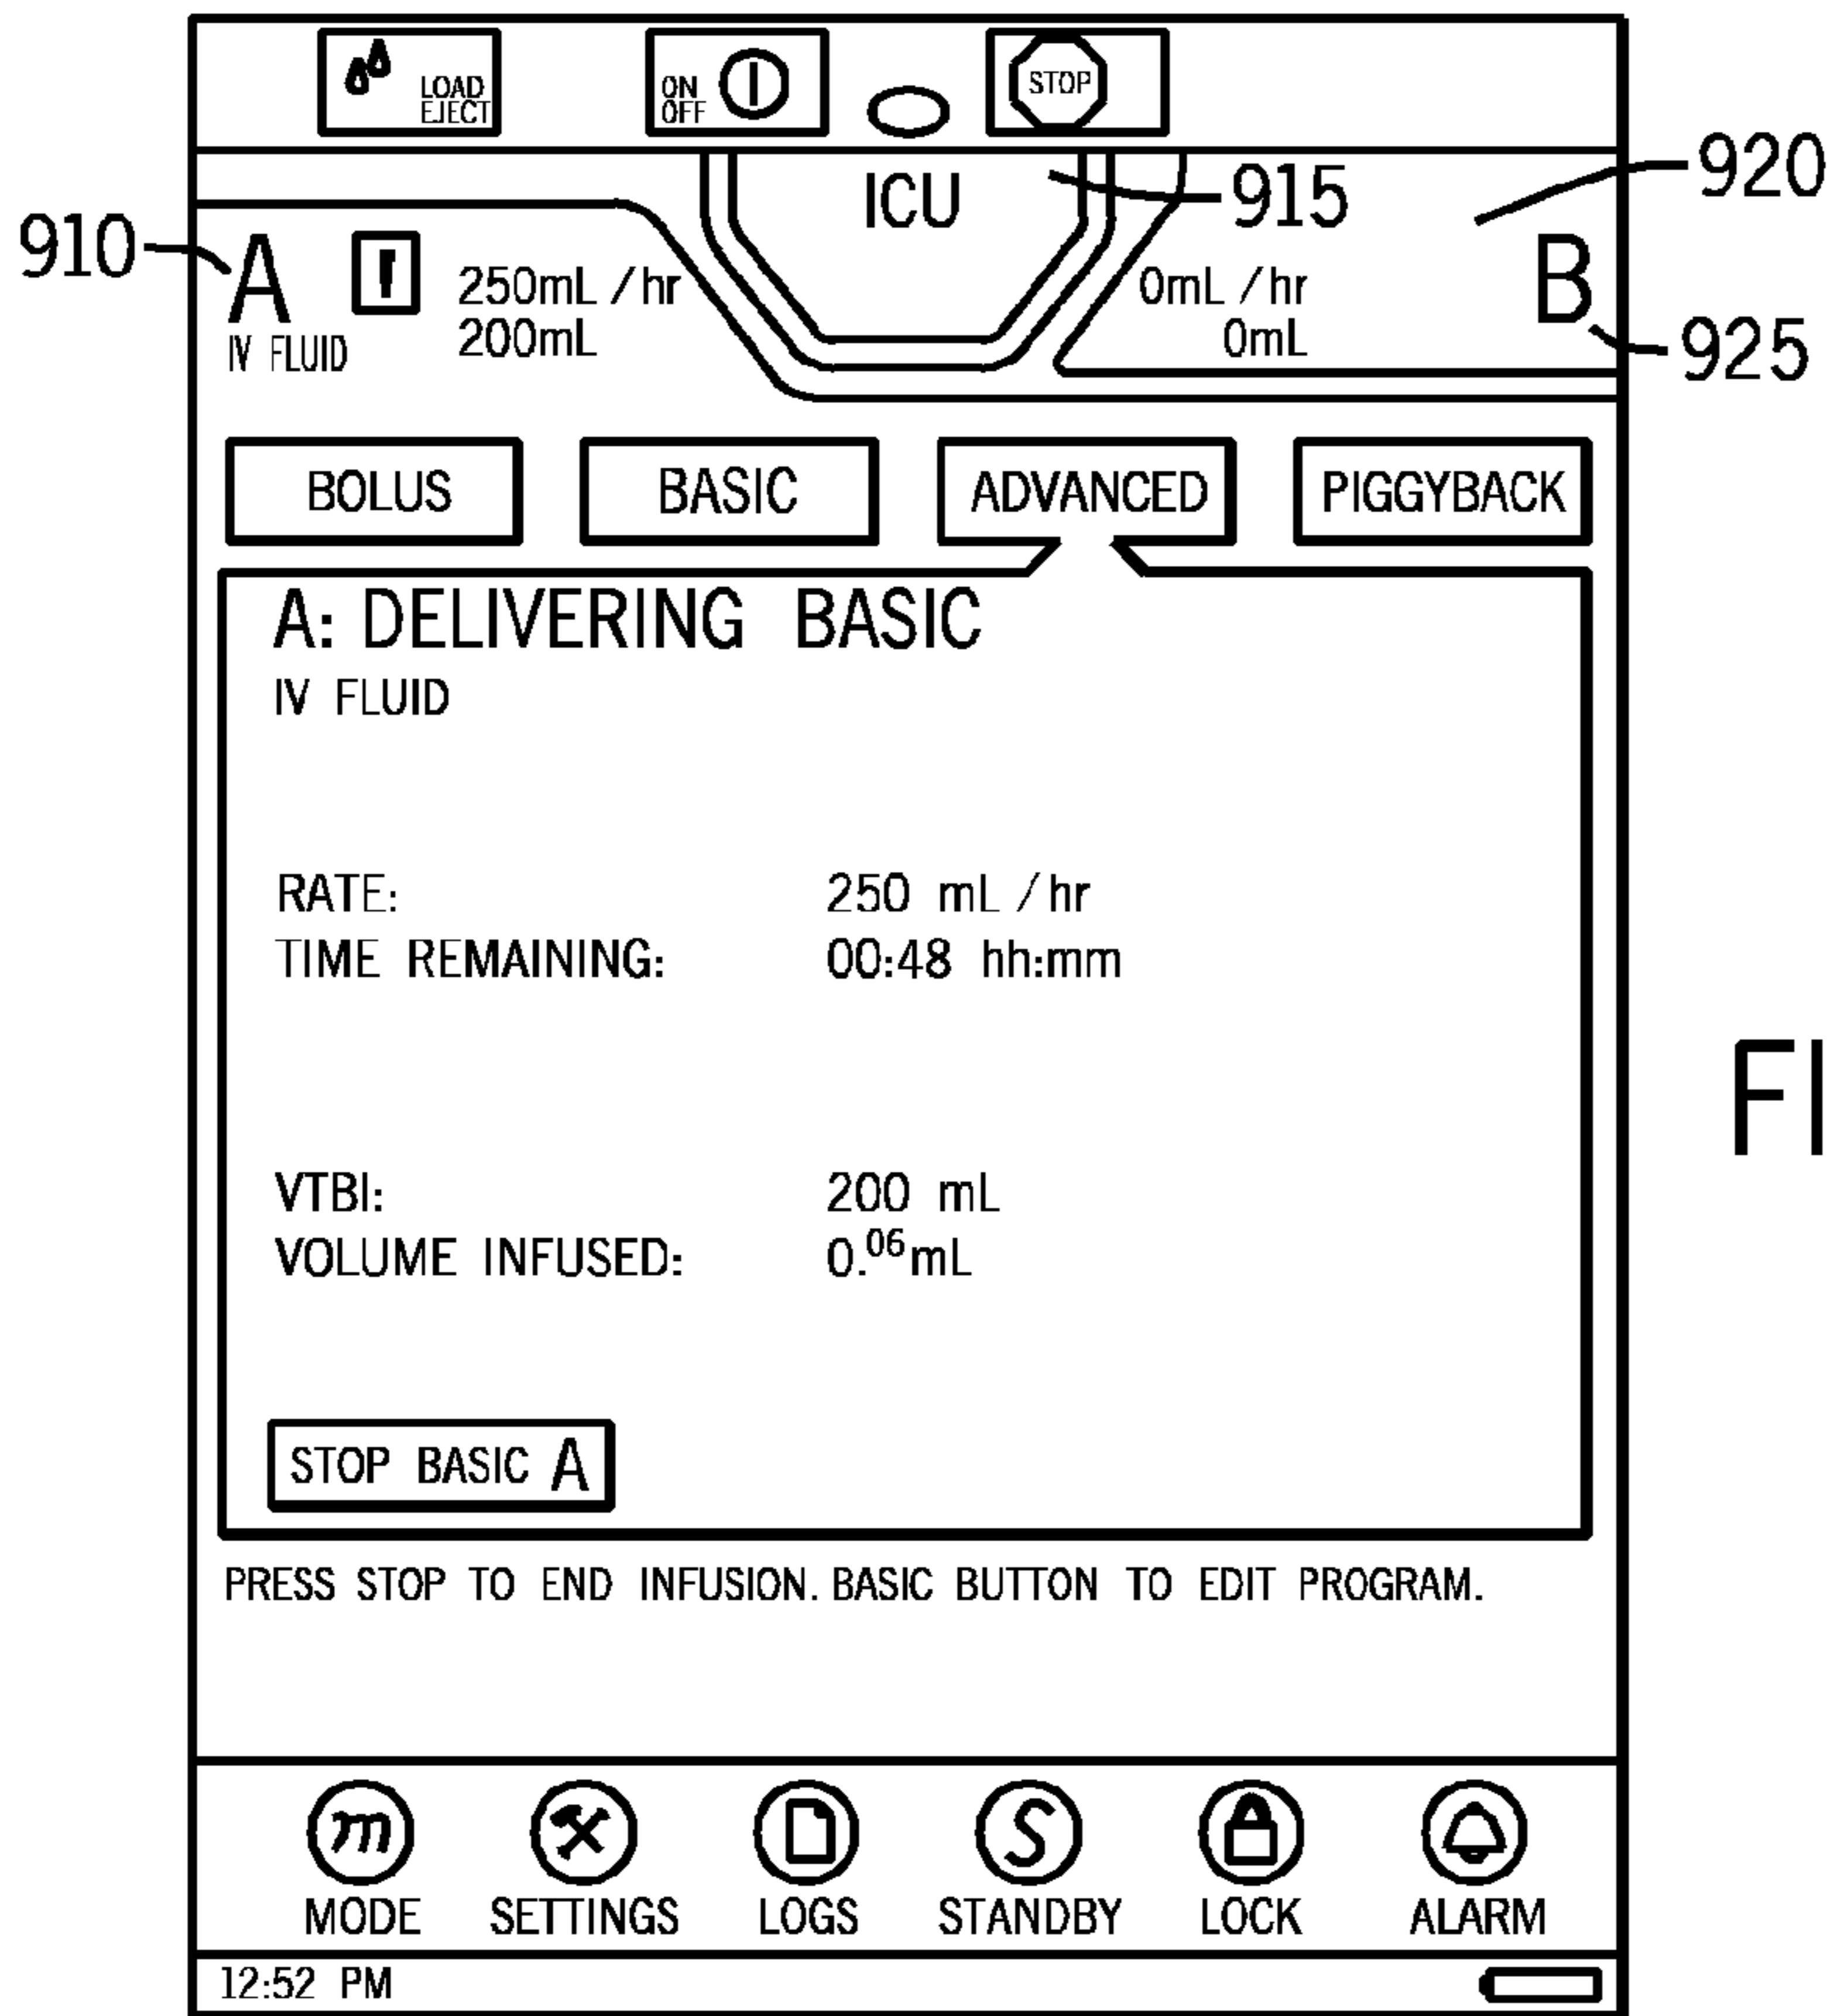 LOAD
EJECT
ON
OFF
STOP
ICU
915
920
910
A
250mL/hr
0mL/hr
B
IV FLUID
200mL
0mL
925
BOLUS BASIC ADVANCED PIGGYBACK
A: DELIVERING BASIC
IV FLUID
RATE: 250 mL/hr
TIME REMAINING: 00:48 hh:mm
FI
VTBI: 200 mL
VOLUME INFUSED: 0.06mL
STOP BASIC A
PRESS STOP TO END INFUSION. BASIC BUTTON TO EDIT PROGRAM.
m S
MODE SETTINGS LOGS STANDBY LOCK ALARM
12:52 PM